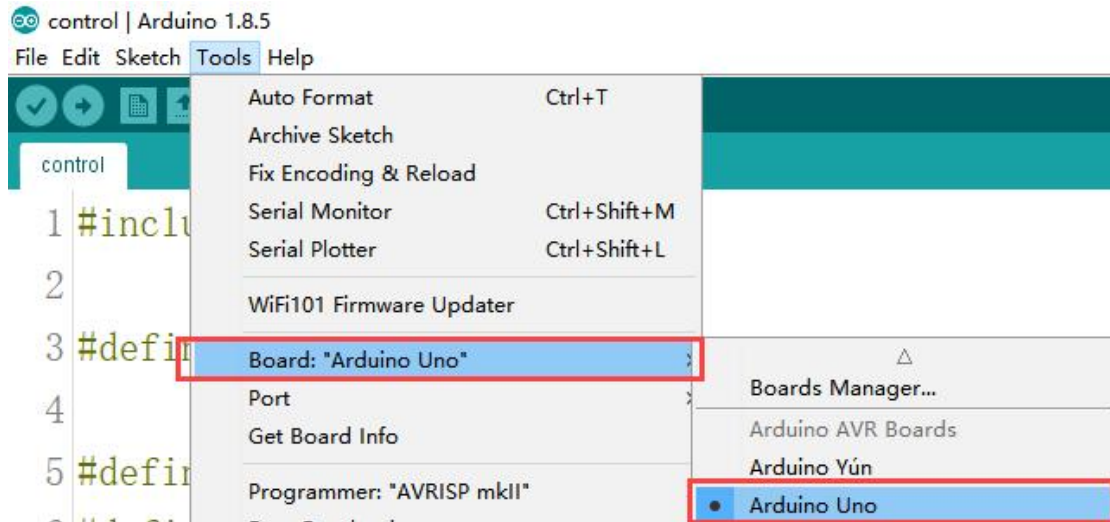 control | Arduino 1.8.5
File Edit Sketch Tools Help
Auto Format Ctrl+T
Archive Sketch
control
Fix Encoding & Reload
1 #inclu
Serial Monitor Ctrl+Shift+M
Serial Plotter Ctrl+Shift+L
2
WiFi101 Firmware Updater
3 #defin
Board: "Arduino Uno"
Boards Manager...
4
Port
Get Board Info
Arduino AVR Boards
Arduino Yún
5 #defin
Programmer: "AVRISP mkII"
Arduino Uno